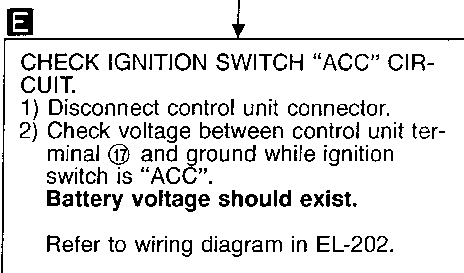 E
CHECK IGNITION SWITCH “ACC” CIR-
CUIT.
1) Disconnect control unit connector.
2) Check voltage between control unit ter-
minal ⑰ and ground while ignition
switch is “ACC”.
Battery voltage should exist.
Refer to wiring diagram in EL-202.